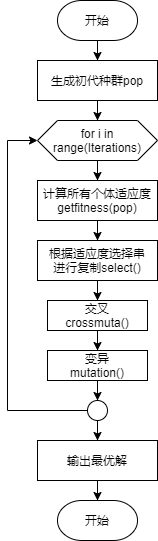 开始
生成初代种群pop
for i in
range(Iterations)
计算所有个体适应度
getfitness(pop)
根据适应度选择串
进行复制select()
交叉
crossmuta()
变异
mutation()
输出最优解
开始